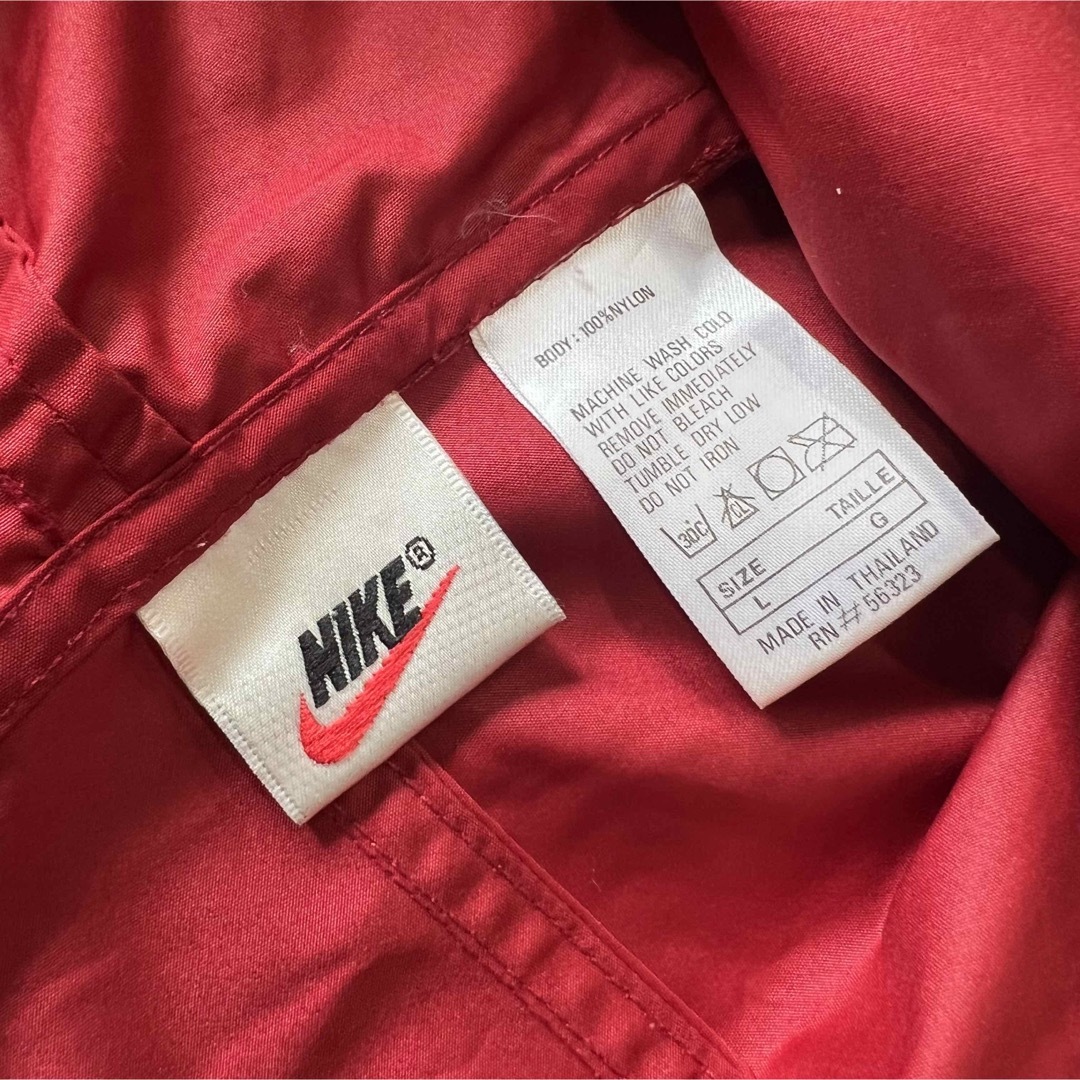 NIKE®
BODY: 100%NYLON
MACHINE WASH COLD
WITH LIKE COLORS
REMOVE IMMEDIATELY
DO NOT BLEACH
TUMBLE DRY LOW
DO NOT IRON
30C CL
SIZE TAILLE
L G
MADE IN THAILAND
RN # 56323